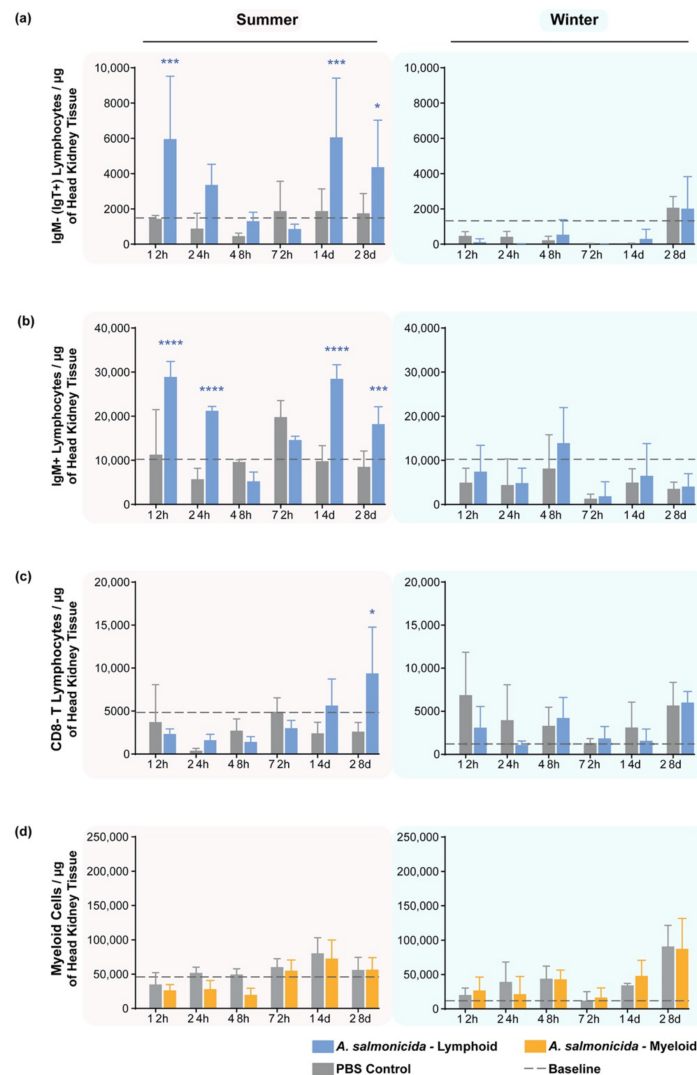 Summer Winter
(a)
IgM- (IgT+) Lymphocytes / µg
of Head Kidney Tissue
10,000
8000
6000
4000
2000
0
*** *** *
12h 24h 48h 72h 14d 28d
10,000
8000
6000
4000
2000
0
12h 24h 48h 72h 14d 28d
(b)
IgM+ Lymphocytes / µg
of Head Kidney Tissue
40,000
30,000
20,000
10,000
0
**** **** **** ***
12h 24h 48h 72h 14d 28d
40,000
30,000
20,000
10,000
0
12h 24h 48h 72h 14d 28d
(c)
CD8- T Lymphocytes / µg
of Head Kidney Tissue
20,000
15,000
10,000
5000
0
*
12h 24h 48h 72h 14d 28d
20,000
15,000
10,000
5000
0
12h 24h 48h 72h 14d 28d
(d)
Myeloid Cells / µg
of Head Kidney Tissue
250,000
200,000
150,000
100,000
50,000
0
12h 24h 48h 72h 14d 28d
250,000
200,000
150,000
100,000
50,000
0
12h 24h 48h 72h 14d 28d
A. salmonicida - Lymphoid A. salmonicida - Myeloid
PBS Control Baseline